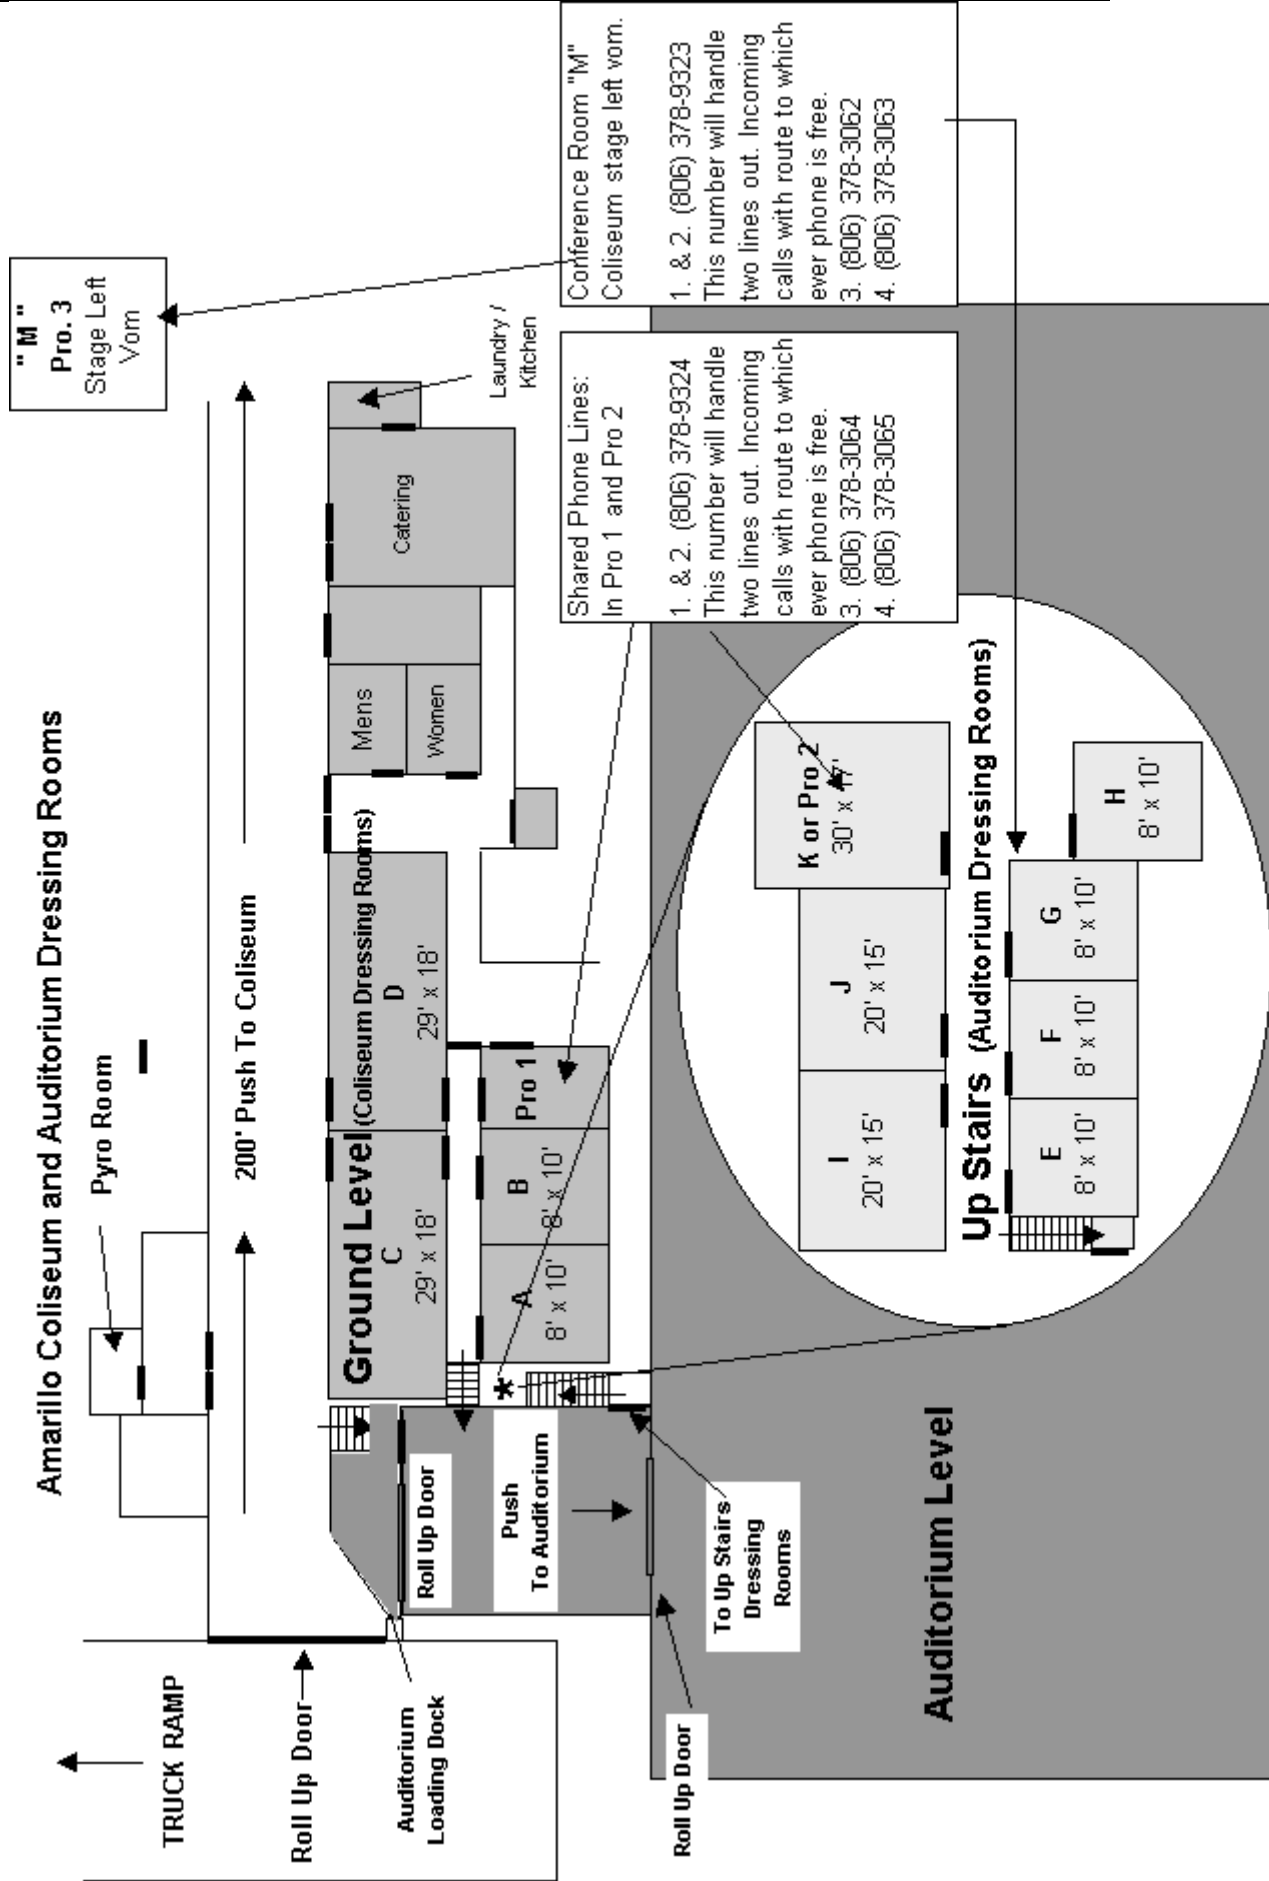 Amarillo Coliseum and Auditorium Dressing Rooms
" M "
Pro. 3
Stage Left
Vom
Pyro Room
200' Push To Coliseum
TRUCK RAMP
Roll Up Door
Auditorium
Loading Dock
Ground Level (Coliseum Dressing Rooms)
C
29' x 18'
D
29' x 18'
Mens
Women
Catering
Laundry /
Kitchen
A
8' x 10'
B
8' x 10'
Pro 1
*
Roll Up Door
Push
To Auditorium
To Up Stairs
Dressing
Rooms
Roll Up Door
Shared Phone Lines:
In Pro 1 and Pro 2
1. & 2. (806) 378-9324
This number will handle
two lines out. Incoming
calls with route to which
ever phone is free.
3. (806) 378-3064
4. (806) 378-3065
Conference Room "M"
Coliseum stage left vom.
1. & 2. (806) 378-9323
This number will handle
two lines out. Incoming
calls with route to which
ever phone is free.
3. (806) 378-3062
4. (806) 378-3063
I
20' x 15'
J
20' x 15'
K or Pro 2
30' x 17'
Up Stairs (Auditorium Dressing Rooms)
E
8' x 10'
F
8' x 10'
G
8' x 10'
H
8' x 10'
Auditorium Level